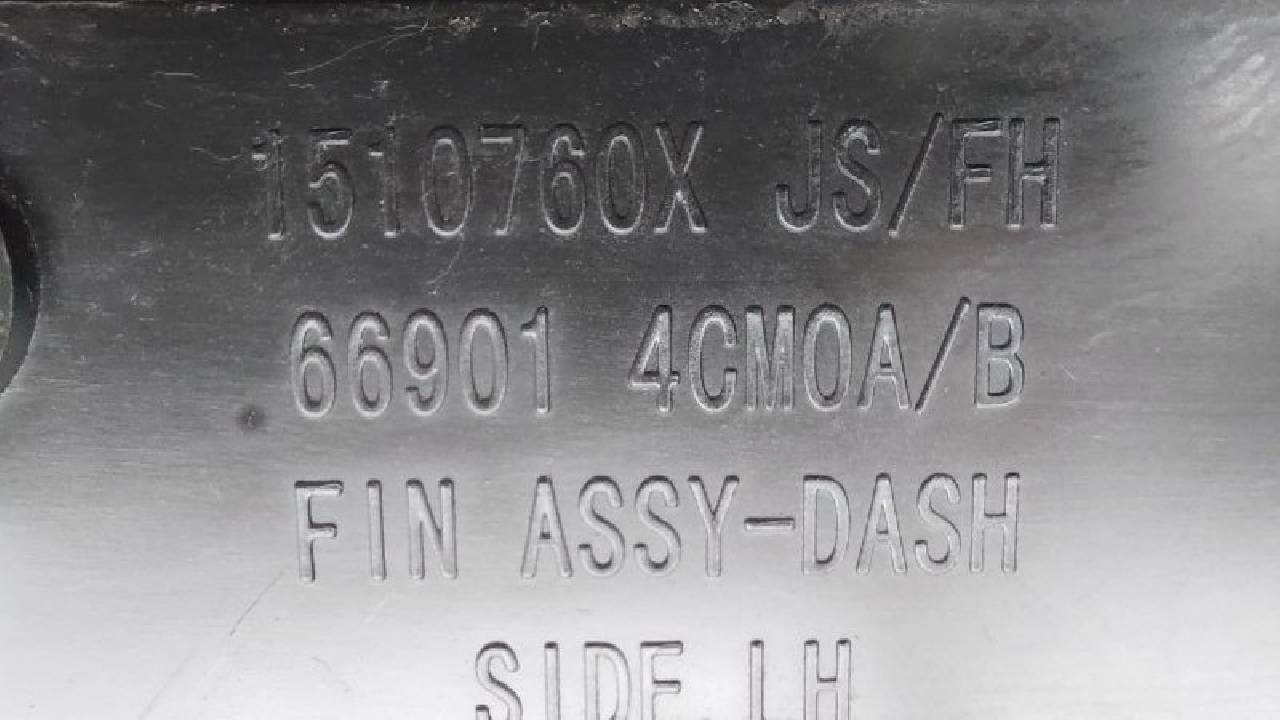 1510760X JS/FH
66901 4CM0A/B
FIN ASSY-DASH
SIDE LH